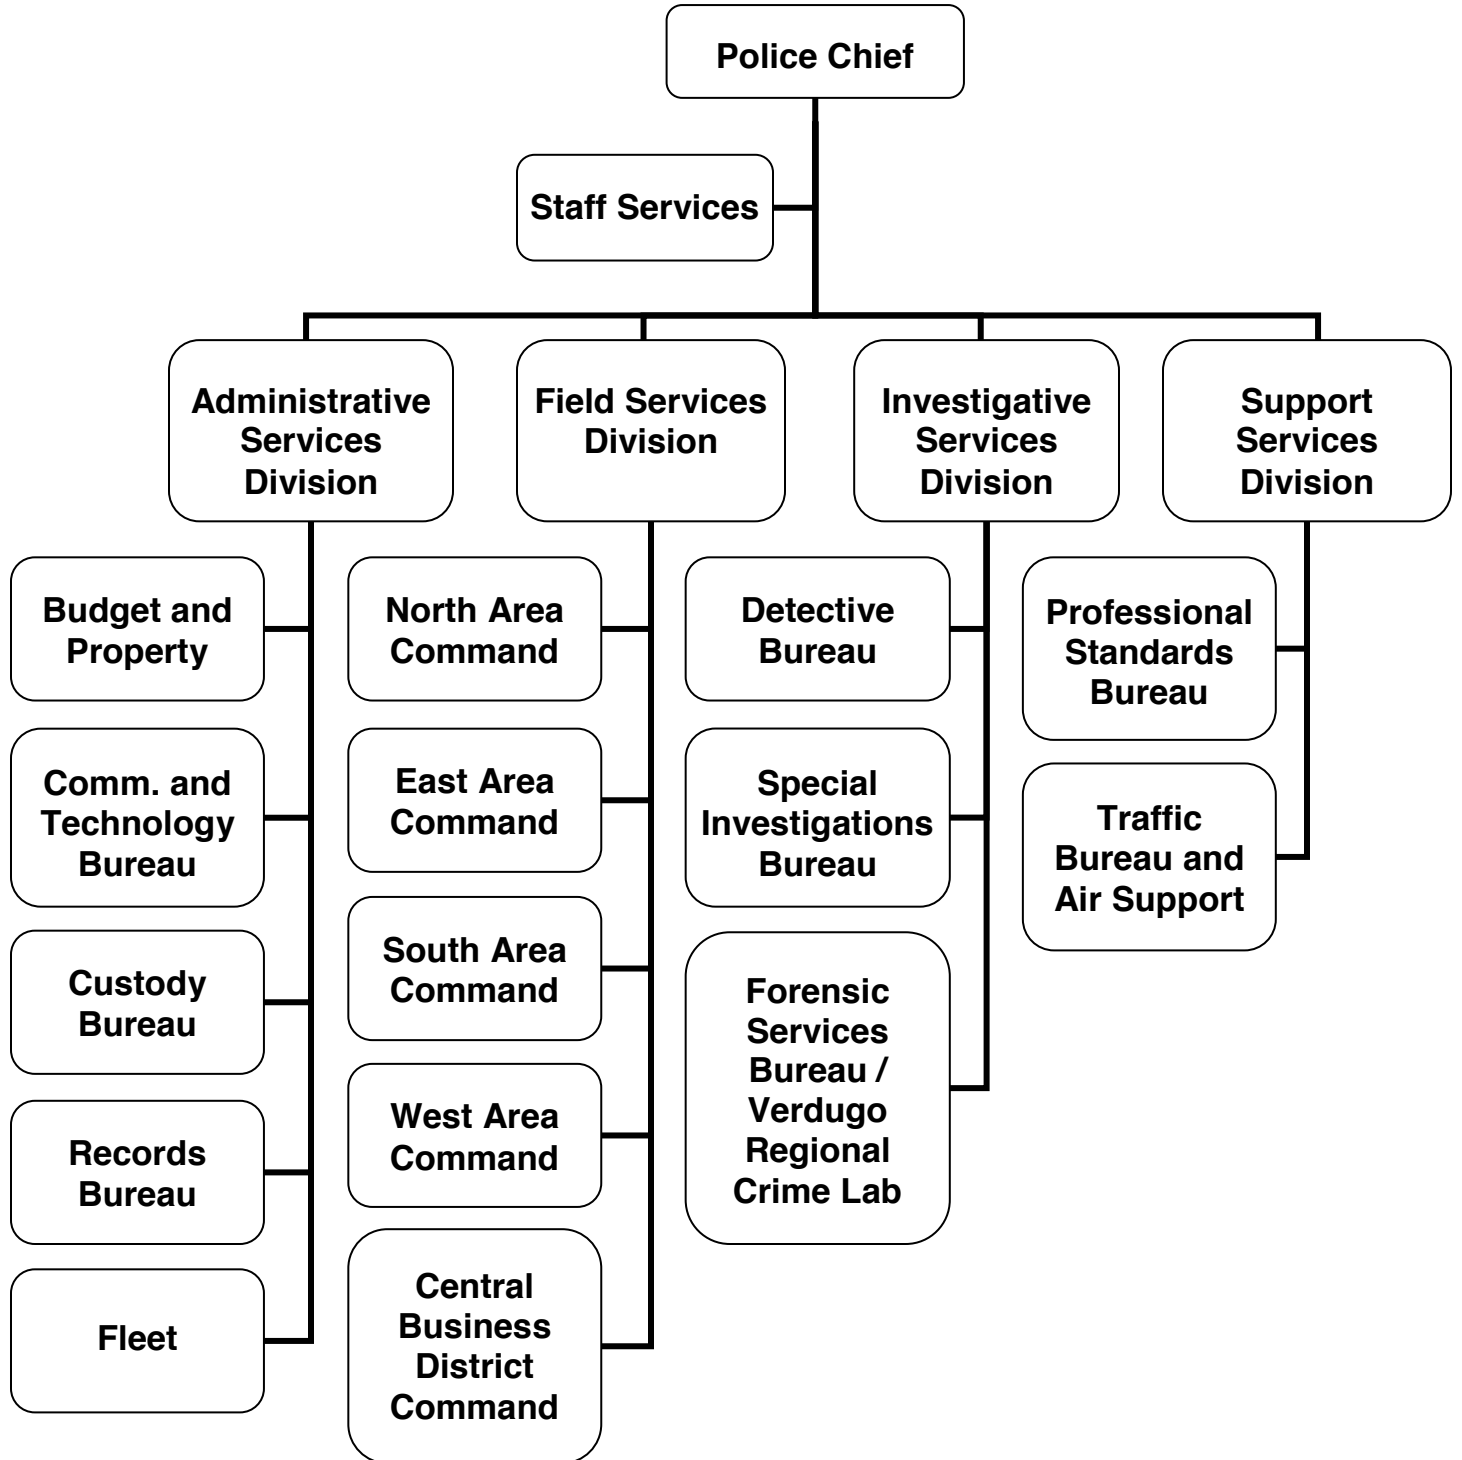 Police Chief
Staff Services
Administrative
Services
Division
Field Services
Division
Investigative
Services
Division
Support
Services
Division
Budget and
Property
Comm. and
Technology
Bureau
Custody
Bureau
Records
Bureau
Fleet
North Area
Command
East Area
Command
South Area
Command
West Area
Command
Central
Business
District
Command
Detective
Bureau
Special
Investigations
Bureau
Forensic
Services
Bureau /
Verdugo
Regional
Crime Lab
Professional
Standards
Bureau
Traffic
Bureau and
Air Support